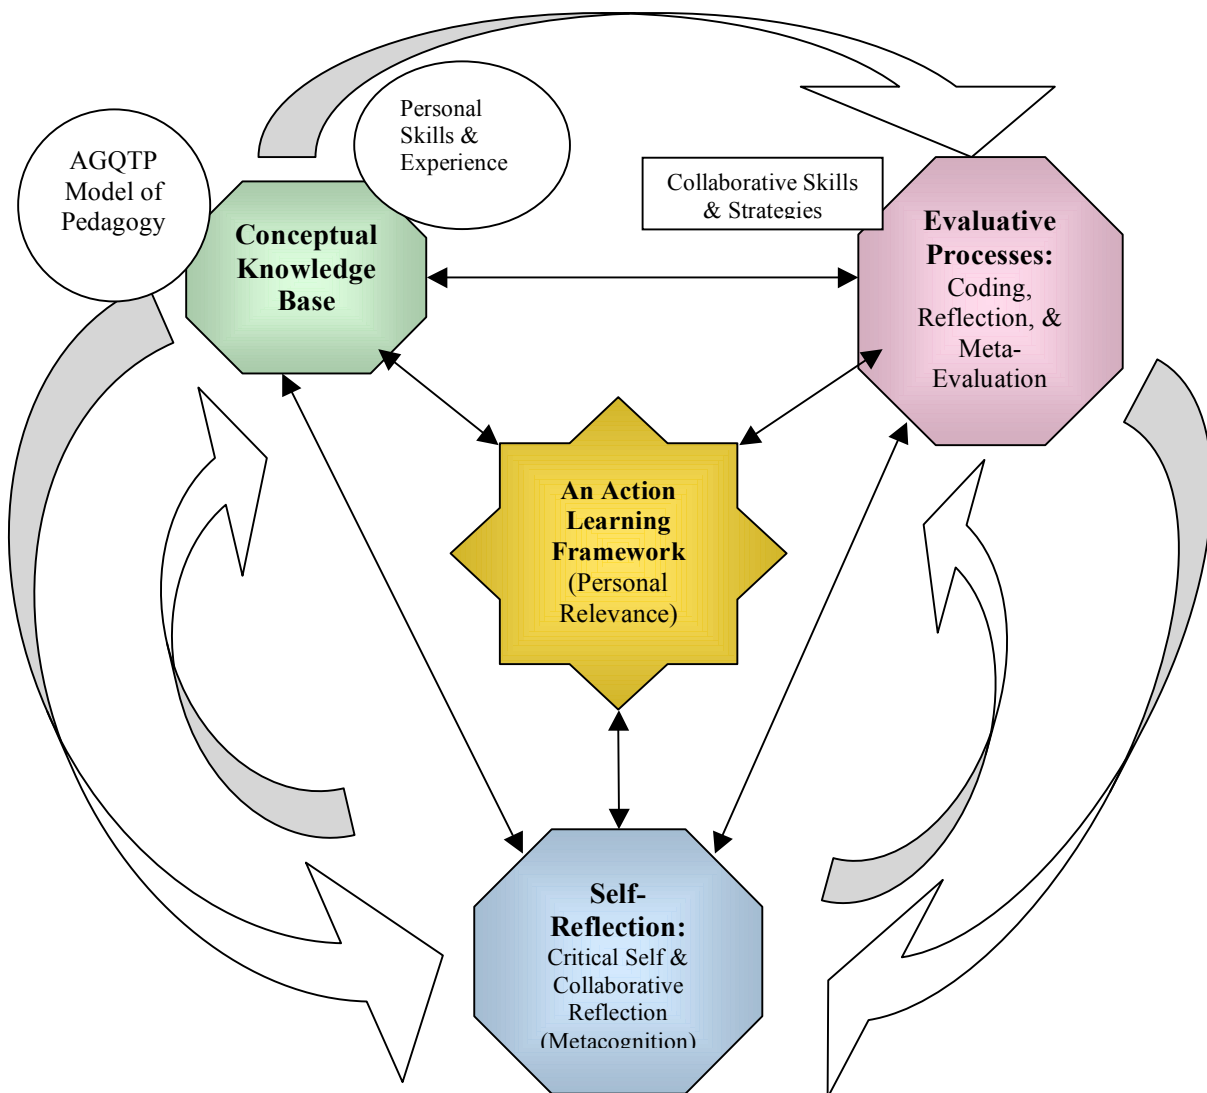 AGQTP
Model of
Pedagogy
Personal
Skills &
Experience
Conceptual
Knowledge
Base
Collaborative Skills
& Strategies
Evaluative
Processes:
Coding,
Reflection, &
Meta-
Evaluation
An Action
Learning
Framework
(Personal
Relevance)
Self-
Reflection:
Critical Self &
Collaborative
Reflection
(Metacognition)